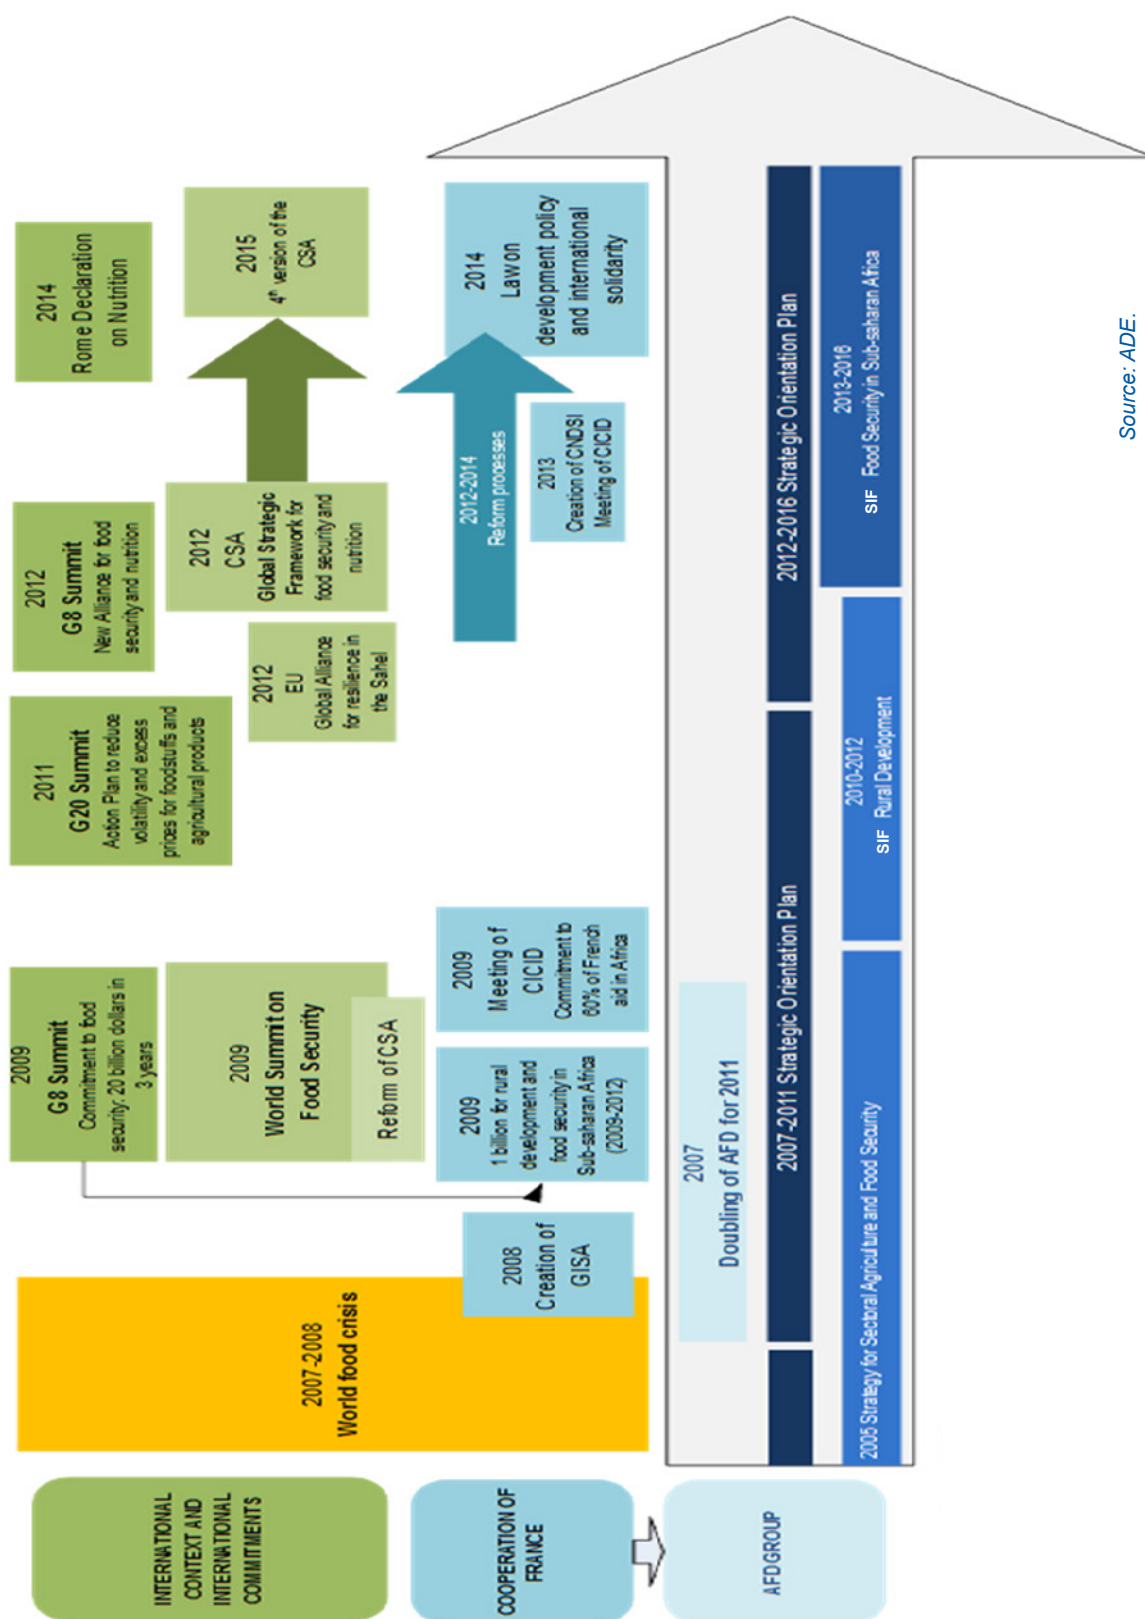 INTERNATIONAL
CONTEXT AND
INTERNATIONAL
COMMITMENTS
2007-2008
World food crisis
2009
G8 Summit
Commitment to food
security: 20 billion dollars in
3 years
2009
World Summit on
Food Security
Reform of CSA
2011
G20 Summit
Action Plan to reduce
volatility and excess
prices for foodstuffs and
agricultural products
2012
G8 Summit
New Alliance for food
security and nutrition
2012
EU
Global Alliance
for resilience in
the Sahel
2012
CSA
Global Strategic
Framework for
food security and
nutrition
2014
Rome Declaration
on Nutrition
2015
4th version of the
CSA
COOPERATION OF
FRANCE
2008
Creation of
GISA
2009
1 billion for rural
development and
food security in
Sub-saharan Africa
(2009-2012)
2009
Meeting of
CICID
Commitment to
60% of French
aid in Africa
2012-2014
Reform processes
2013
Creation of CNDSI
Meeting of CICID
2014
Law on
development policy
and international
solidarity
AFD GROUP
2007
Doubling of AFD for 2011
2007-2011 Strategic Orientation Plan
2012-2016 Strategic Orientation Plan
2005 Strategy for Sectoral Agriculture and Food Security
2010-2012
SIF Rural Development
2013-2016
SIF Food Security in Sub-saharan Africa
Source: ADE.